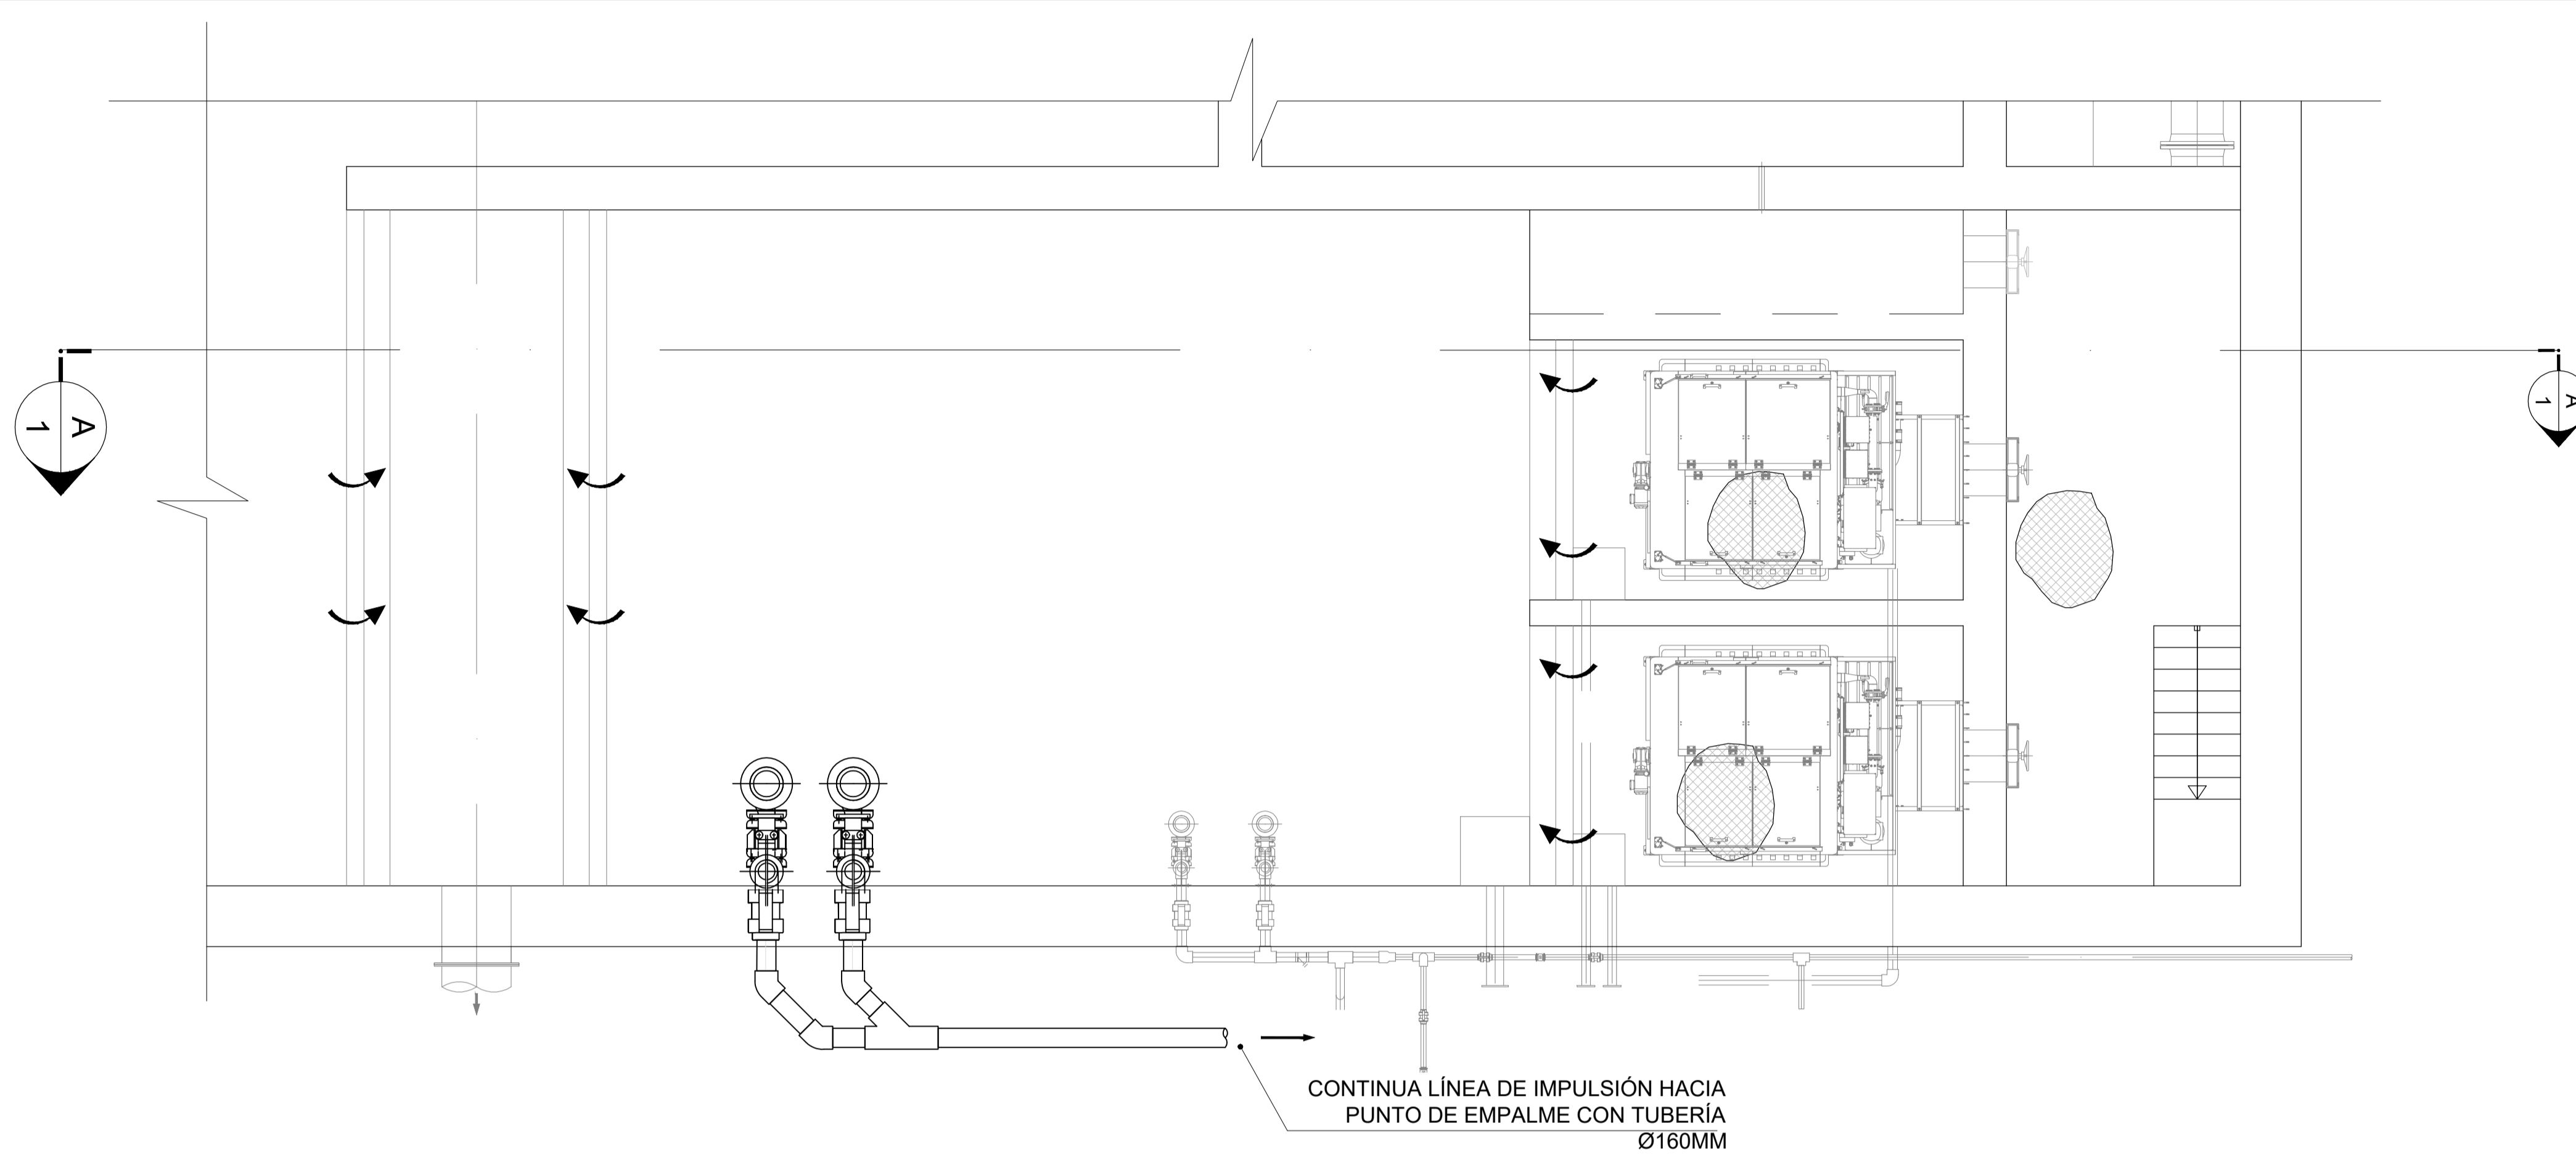 A
1
A
1
CONTINUA LÍNEA DE IMPULSIÓN HACIA
PUNTO DE EMPALME CON TUBERÍA
Ø160MM